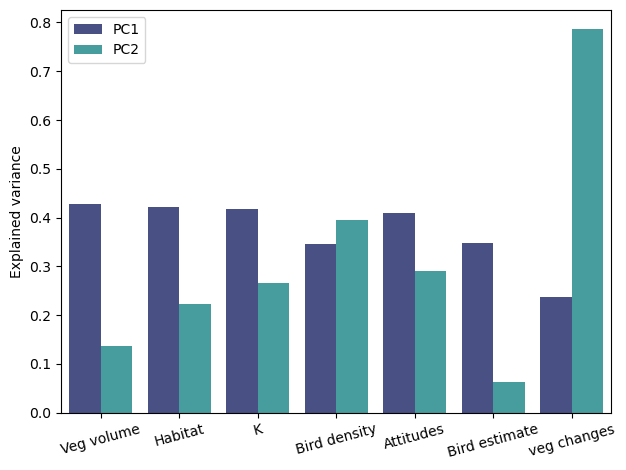 PC1
PC2
Explained variance
0.8
0.7
0.6
0.5
0.4
0.3
0.2
0.1
0.0
Veg volume
Habitat
K
Bird density
Attitudes
Bird estimate
veg changes